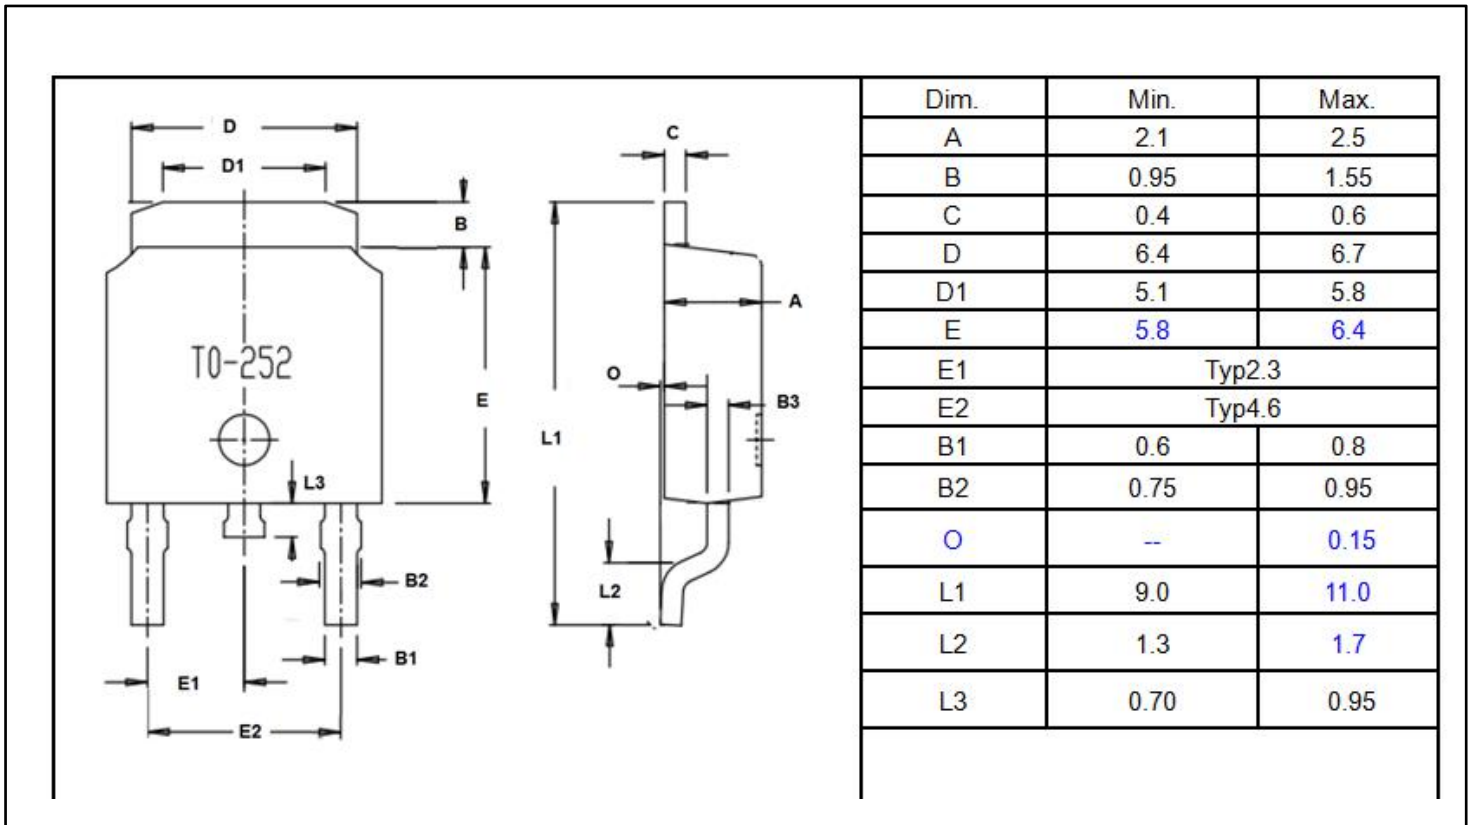 D
D1
B
TO-252
E
L3
B2
B1
E1
E2
C
A
O
B3
L1
L2
Dim. Min. Max.
A 2.1 2.5
B 0.95 1.55
C 0.4 0.6
D 6.4 6.7
D1 5.1 5.8
E 5.8 6.4
E1 Typ2.3
E2 Typ4.6
B1 0.6 0.8
B2 0.75 0.95
O -- 0.15
L1 9.0 11.0
L2 1.3 1.7
L3 0.70 0.95